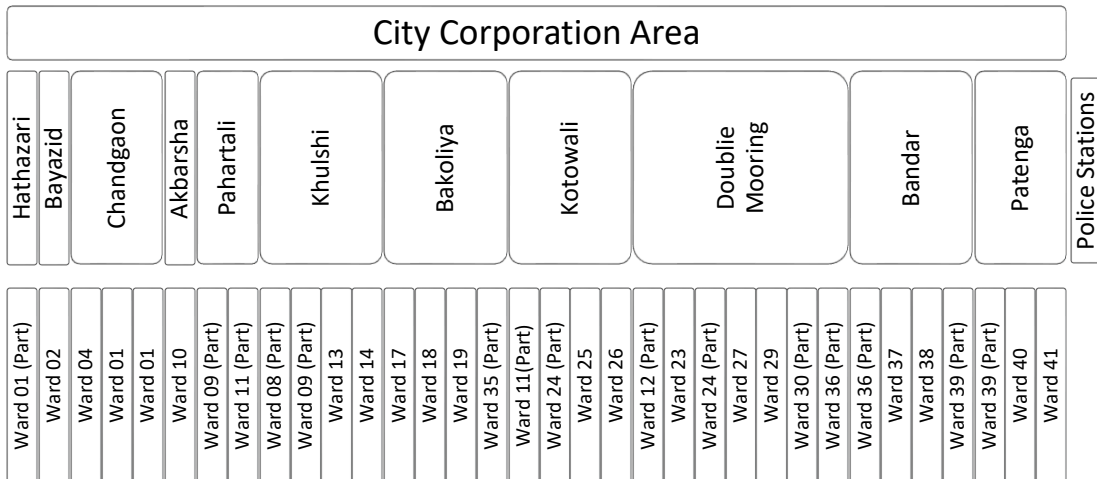 City Corporation Area
Hathazari
Bayazid
Chandgaon
Akbarsha
Pahartali
Khulshi
Bakoliya
Kotowali
Doublie
Mooring
Bandar
Patenga
Police Stations
Ward 01 (Part)
Ward 02
Ward 04
Ward 01
Ward 01
Ward 10
Ward 09 (Part)
Ward 11 (Part)
Ward 08 (Part)
Ward 09 (Part)
Ward 13
Ward 14
Ward 17
Ward 18
Ward 19
Ward 35 (Part)
Ward 11(Part)
Ward 24 (Part)
Ward 25
Ward 26
Ward 12 (Part)
Ward 23
Ward 24 (Part)
Ward 27
Ward 29
Ward 30 (Part)
Ward 36 (Part)
Ward 36 (Part)
Ward 37
Ward 38
Ward 39 (Part)
Ward 39 (Part)
Ward 40
Ward 41